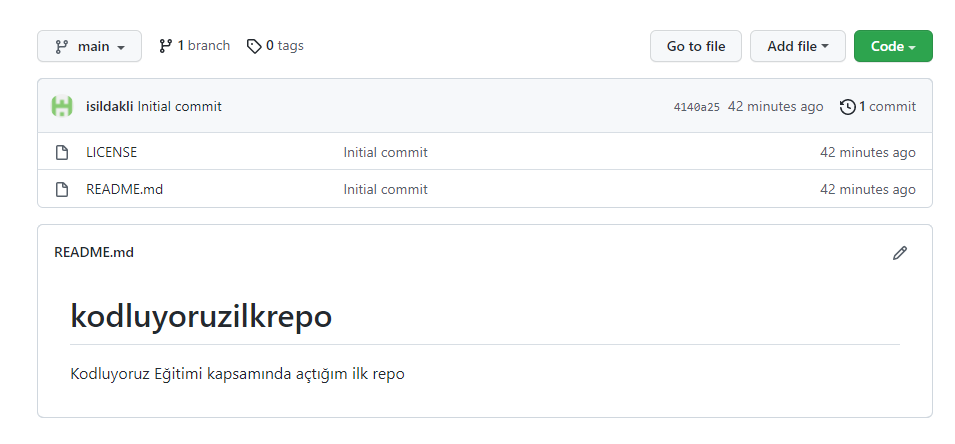 main 1 branch 0 tags Go to file Add file Code
isildakli Initial commit 4140a25 42 minutes ago 1 commit
LICENSE Initial commit 42 minutes ago
README.md Initial commit 42 minutes ago
README.md
kodluyoruzilkrepo
Kodluyoruz Eğitimi kapsamında açtığım ilk repo